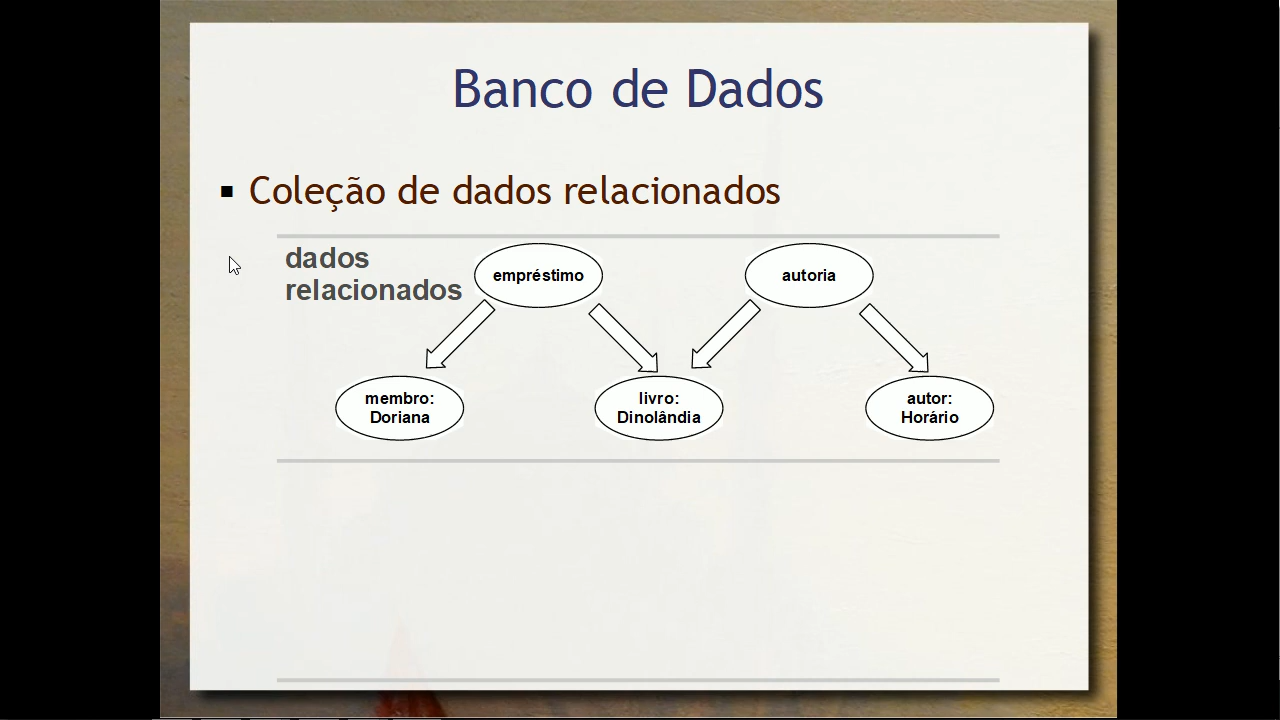 Banco de Dados
Coleção de dados relacionados
dados
relacionados
empréstimo
autoria
membro:
Doriana
livro:
Dinolândia
autor:
Horário